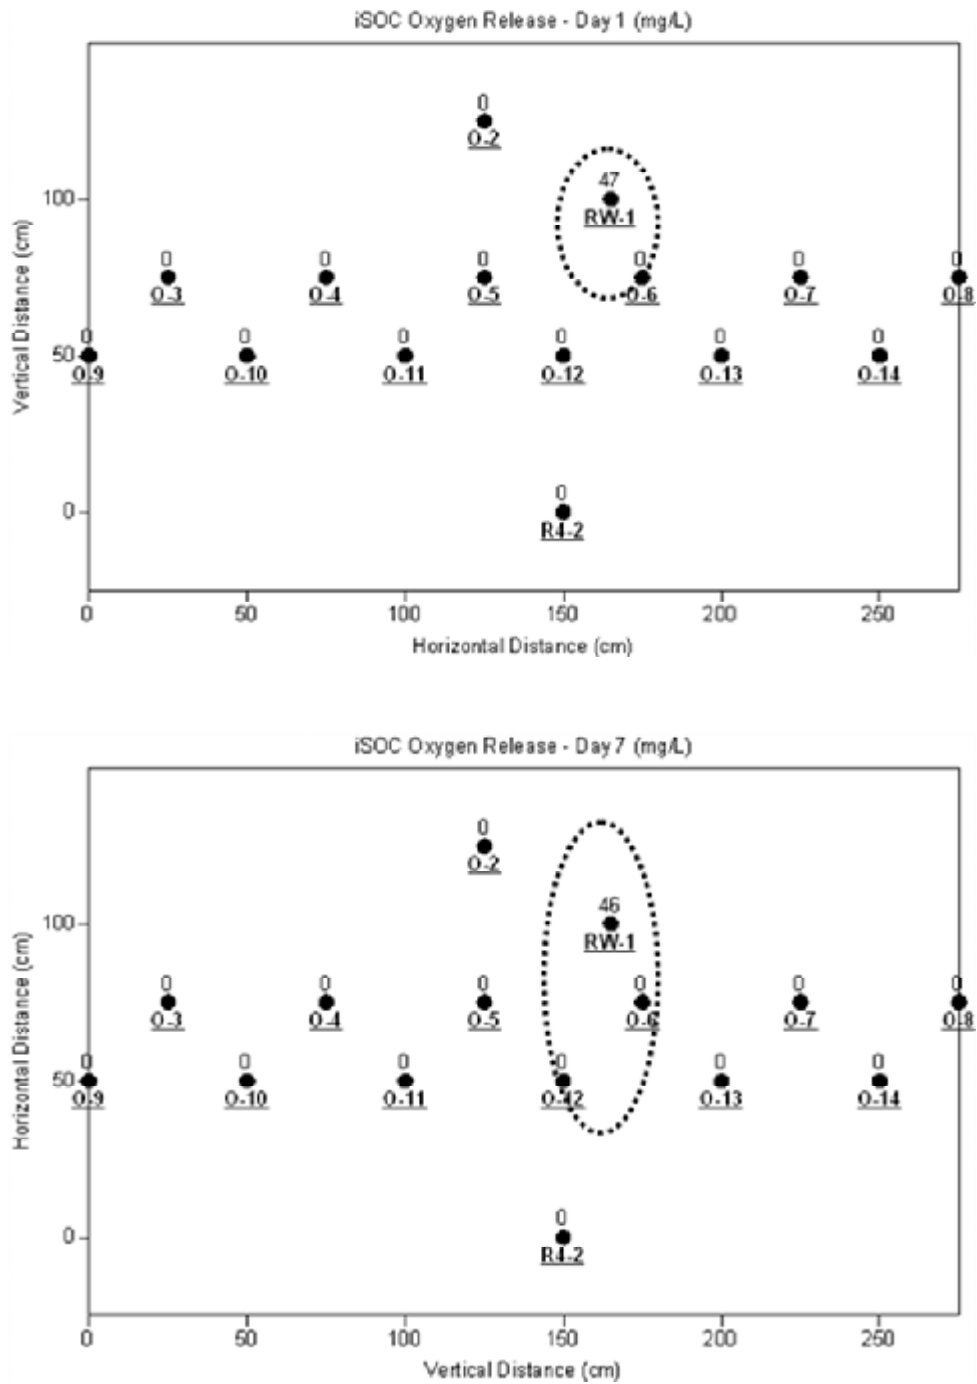 iSOC Oxygen Release - Day 1 (mg/L)
0
O-2
47
RW-1
100
0 0 0 0 0 0
O-3 O-4 O-5 O-6 O-7 O-8
0 0 0 0 0 0
50
O-9 O-10 O-11 O-12 O-13 O-14
0
0
R4-2
0 50 100 150 200 250
Horizontal Distance (cm)
Vertical Distance (cm)
iSOC Oxygen Release - Day 7 (mg/L)
0
O-2
46
RW-1
100
0 0 0 0 0 0
O-3 O-4 O-5 O-6 O-7 O-8
0 0 0 0 0 0
50
O-9 O-10 O-11 O-12 O-13 O-14
0
0
R4-2
0 50 100 150 200 250
Vertical Distance (cm)
Horizontal Distance (cm)